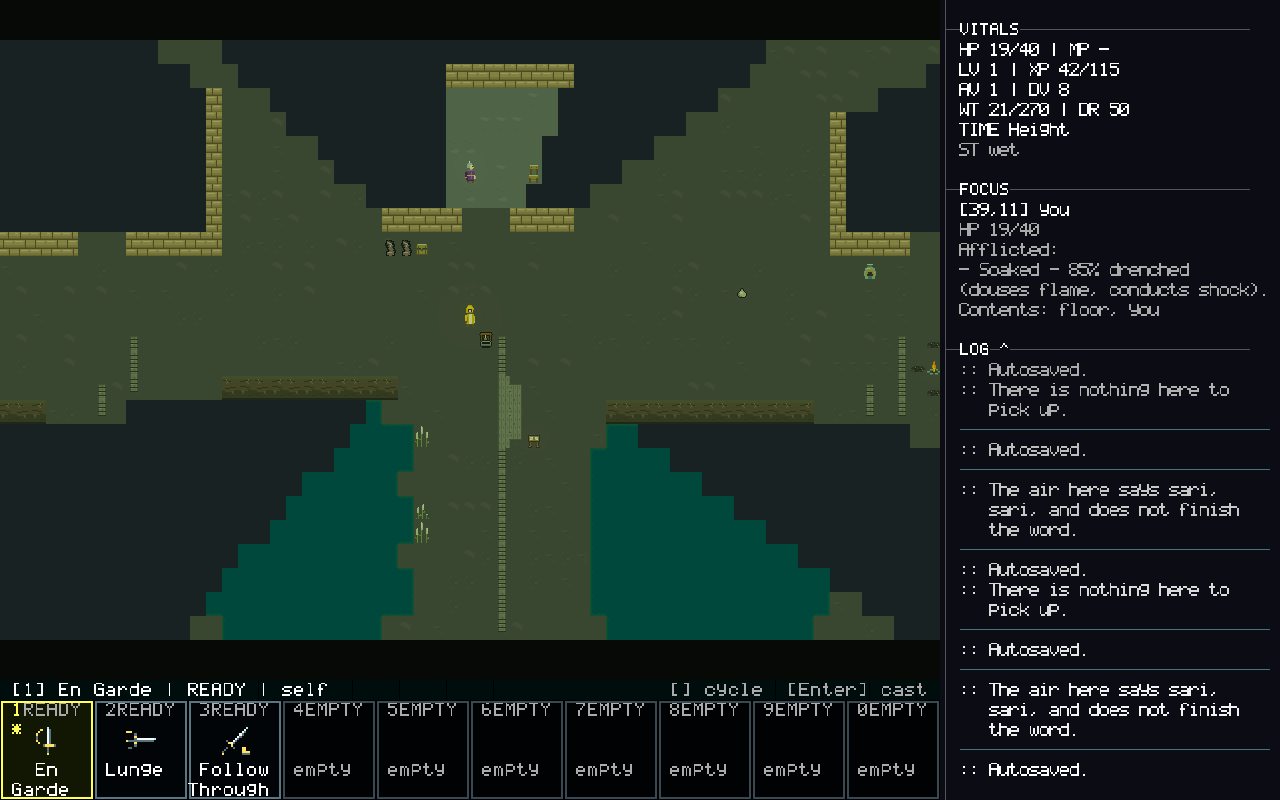 VITALS
HP 19/40 | MP -
LV 1 | XP 42/115
AV 1 | DV 8
WT 21/270 | DR 50
TIME Height
ST wet
FOCUS
[39,11] You
HP 19/40
Afflicted:
- Soaked - 85% drenched
(douses flame, conducts shock).
Contents: floor, You
LOG ^
:: Autosaved.
:: There is nothing here to
Pick up.
:: Autosaved.
:: The air here says sari,
sari, and does not finish
the word.
:: Autosaved.
:: There is nothing here to
Pick up.
:: Autosaved.
:: The air here says sari,
sari, and does not finish
the word.
:: Autosaved.
[1] En Garde | READY | self
[] cycle [Enter] cast
1READY 2READY 3READY 4EMPTY 5EMPTY 6EMPTY 7EMPTY 8EMPTY 9EMPTY 0EMPTY
*
En Garde
Lunge
Follow Through
empty empty empty empty empty empty empty